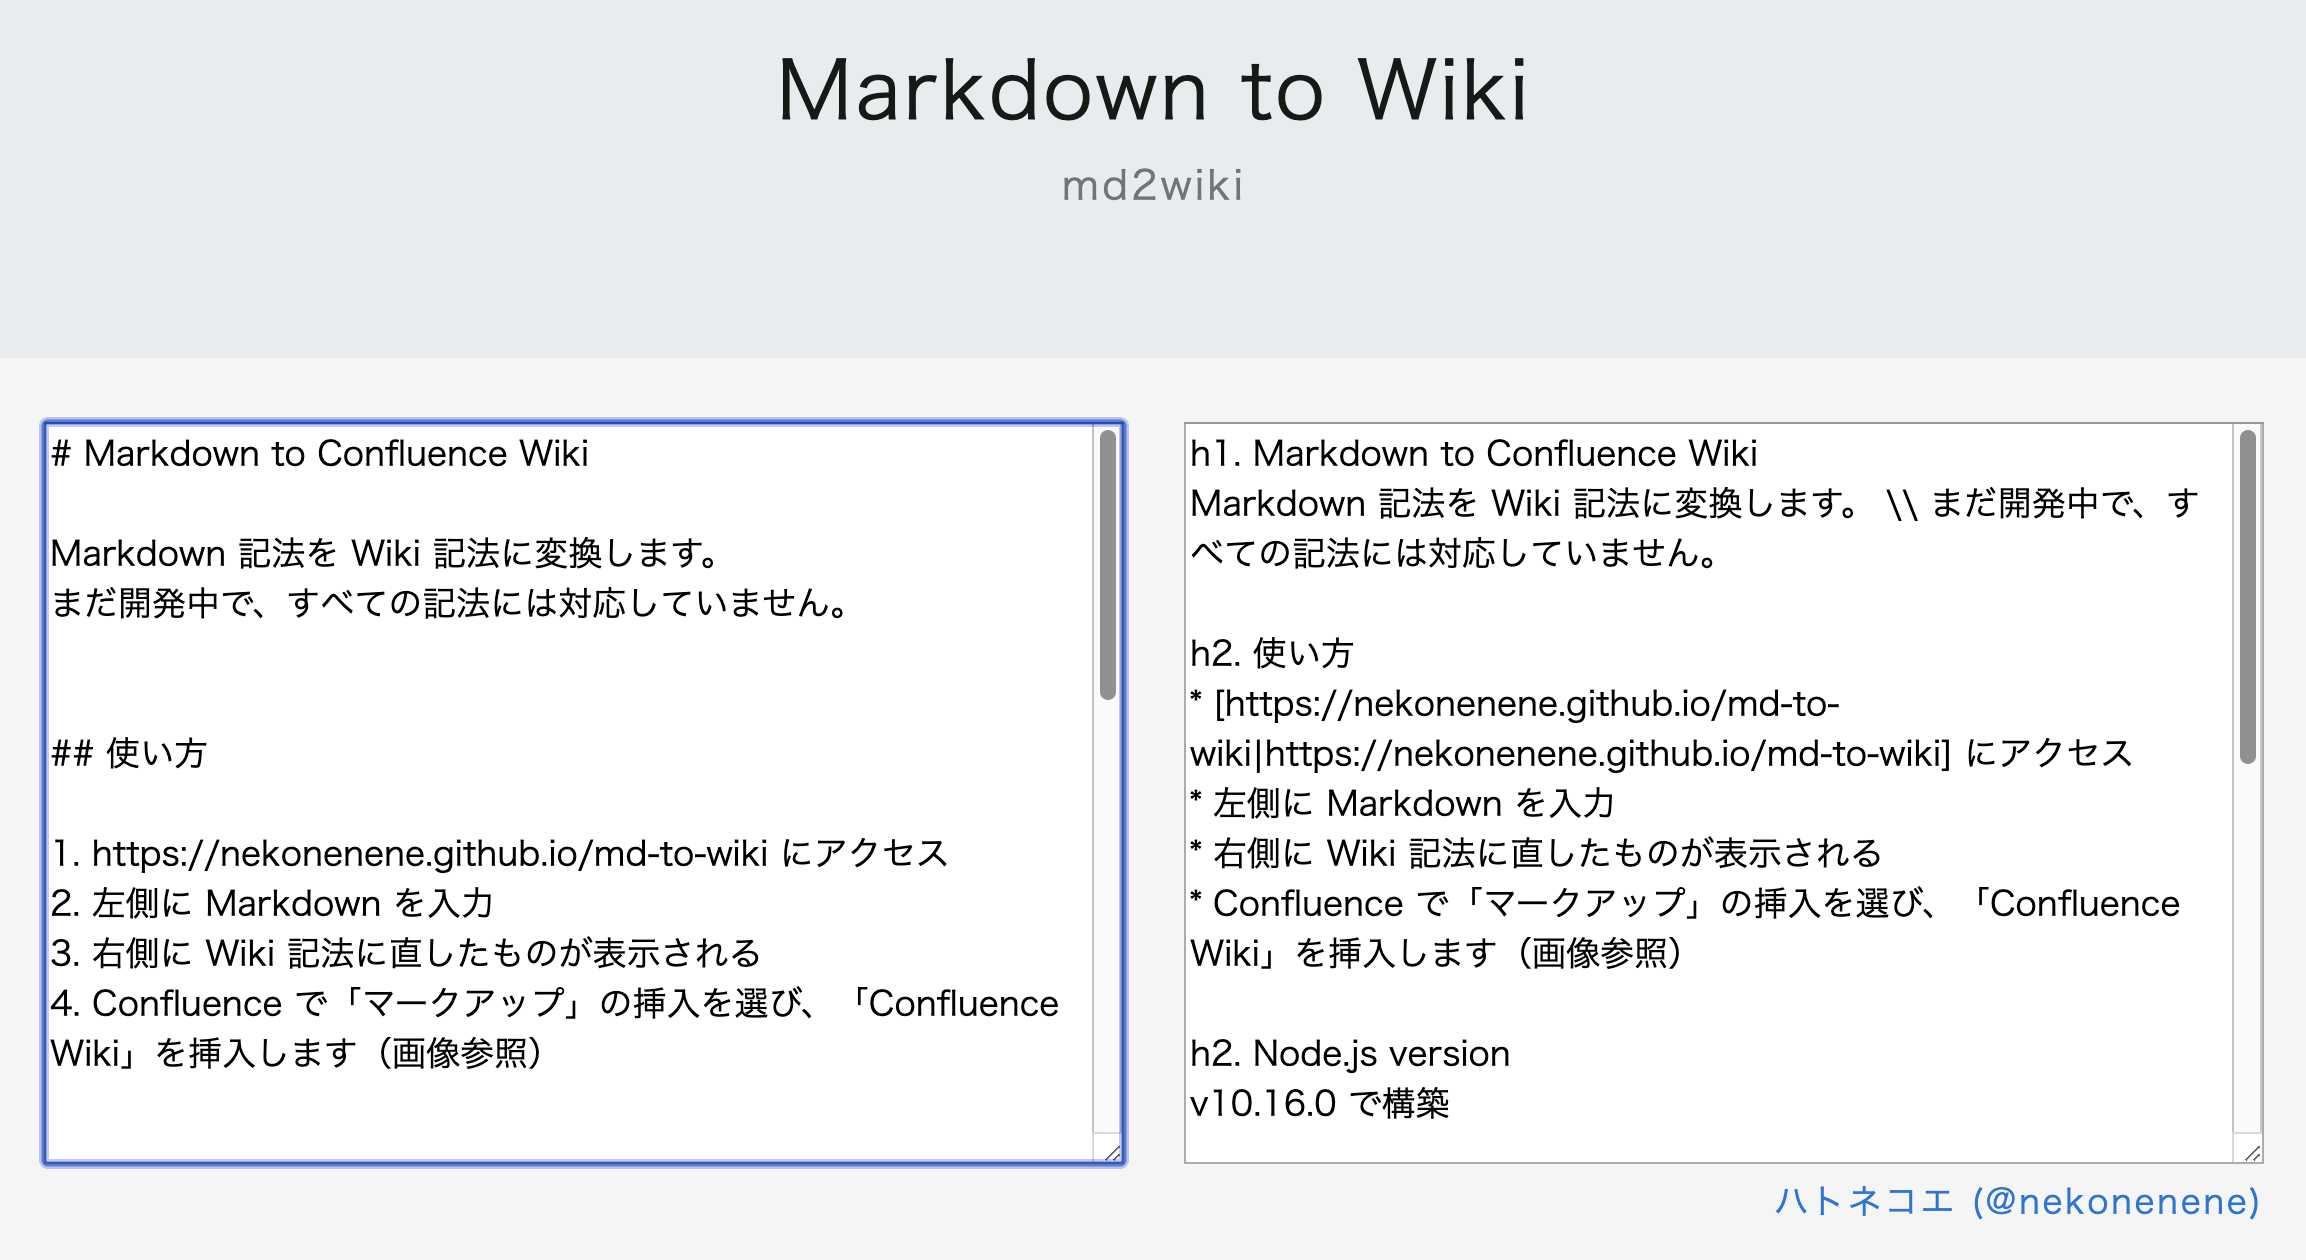 Markdown to Wiki
md2wiki
# Markdown to Confluence Wiki
Markdown 記法を Wiki 記法に変換します。
まだ開発中で、すべての記法には対応していません。
## 使い方
1. https://nekonenene.github.io/md-to-wiki にアクセス
2. 左側に Markdown を入力
3. 右側に Wiki 記法に直したものが表示される
4. Confluence で「マークアップ」の挿入を選び、「Confluence
Wiki」を挿入します（画像参照）
h1. Markdown to Confluence Wiki
Markdown 記法を Wiki 記法に変換します。 \\ まだ開発中で、す
べての記法には対応していません。
h2. 使い方
* [https://nekonenene.github.io/md-to-
wiki|https://nekonenene.github.io/md-to-wiki] にアクセス
* 左側に Markdown を入力
* 右側に Wiki 記法に直したものが表示される
* Confluence で「マークアップ」の挿入を選び、「Confluence
Wiki」を挿入します（画像参照）
h2. Node.js version
v10.16.0 で構築
ハトネコエ (@nekonenene)